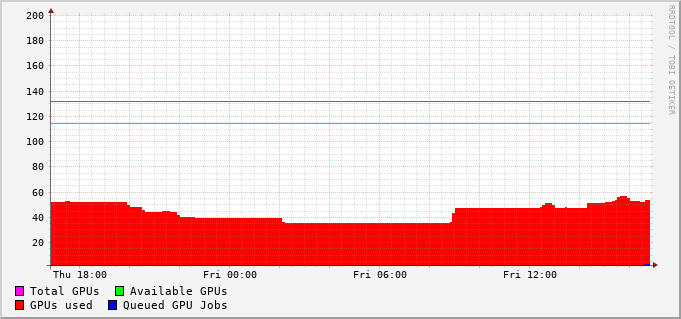 200
180
160
140
120
100
80
60
40
20
Thu 18:00 Fri 00:00 Fri 06:00 Fri 12:00
Total GPUs Available GPUs
GPUs used Queued GPU Jobs
RRDTOOL / TOBI OETIKER